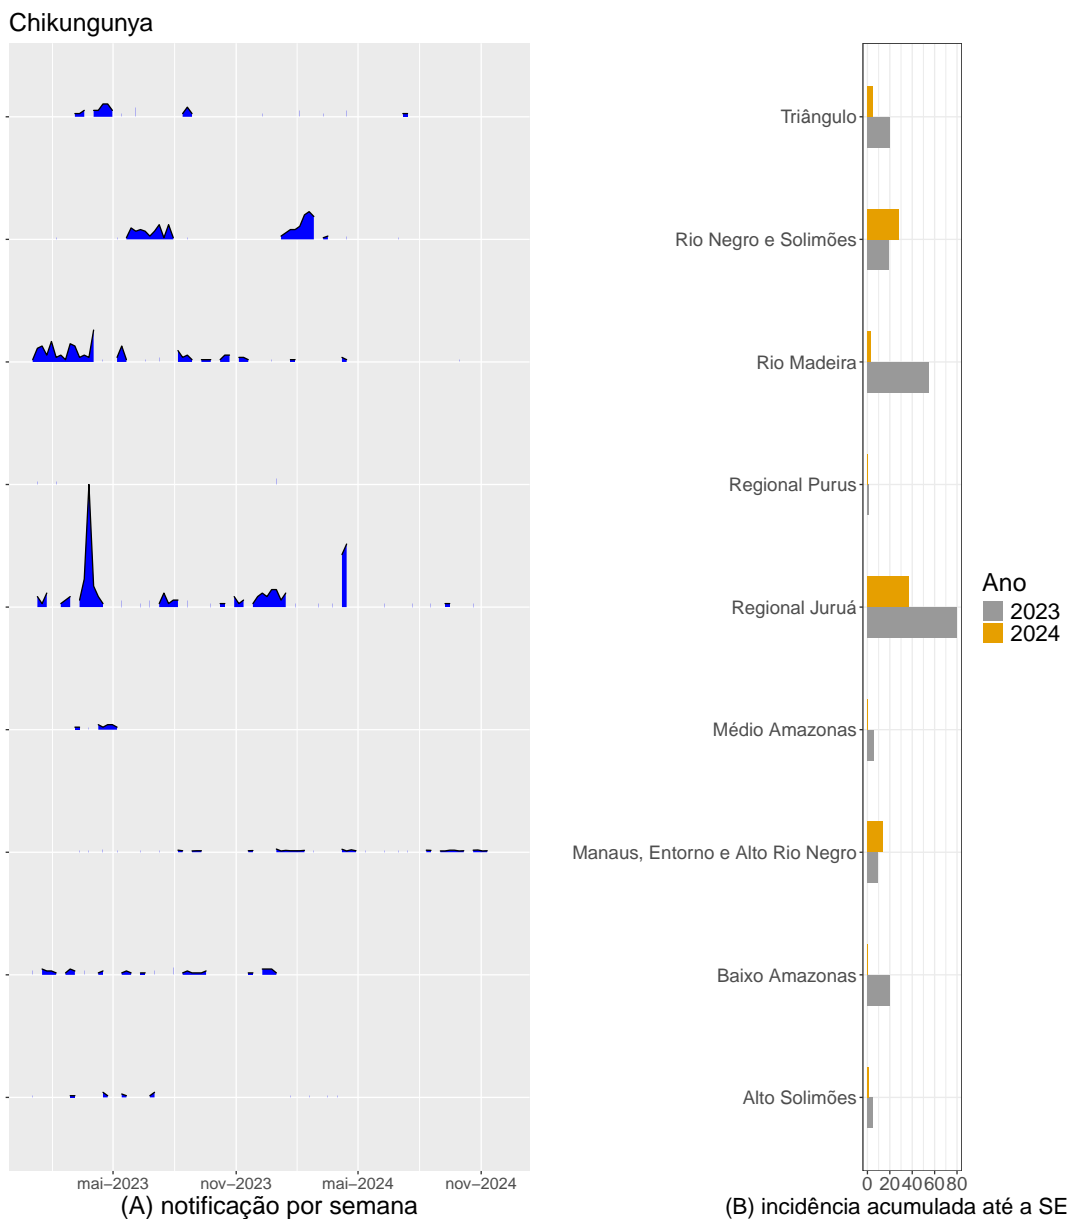 Chikungunya
Triângulo
Rio Negro e Solimões
Rio Madeira
Regional Purus
Regional Juruá
Médio Amazonas
Manaus, Entorno e Alto Rio Negro
Baixo Amazonas
Alto Solimões
Ano
2023
2024
mai–2023 nov–2023 mai–2024 nov–2024
0 20 40 60 80
(A) notificação por semana
(B) incidência acumulada até a SE